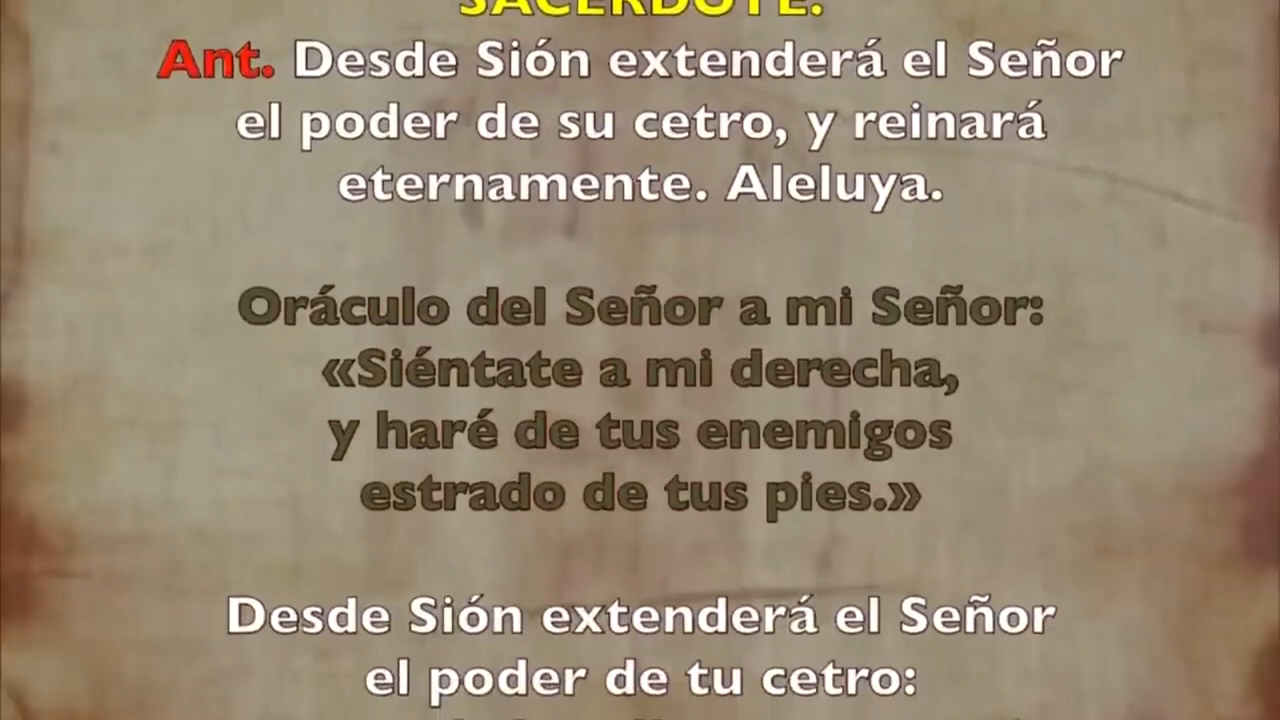 SACERDOTE.
Ant. Desde Sión extenderá el Señor
el poder de su cetro, y reinará
eternamente. Aleluya.
Oráculo del Señor a mi Señor:
«Siéntate a mi derecha,
y haré de tus enemigos
estrado de tus pies.»
Desde Sión extenderá el Señor
el poder de tu cetro: